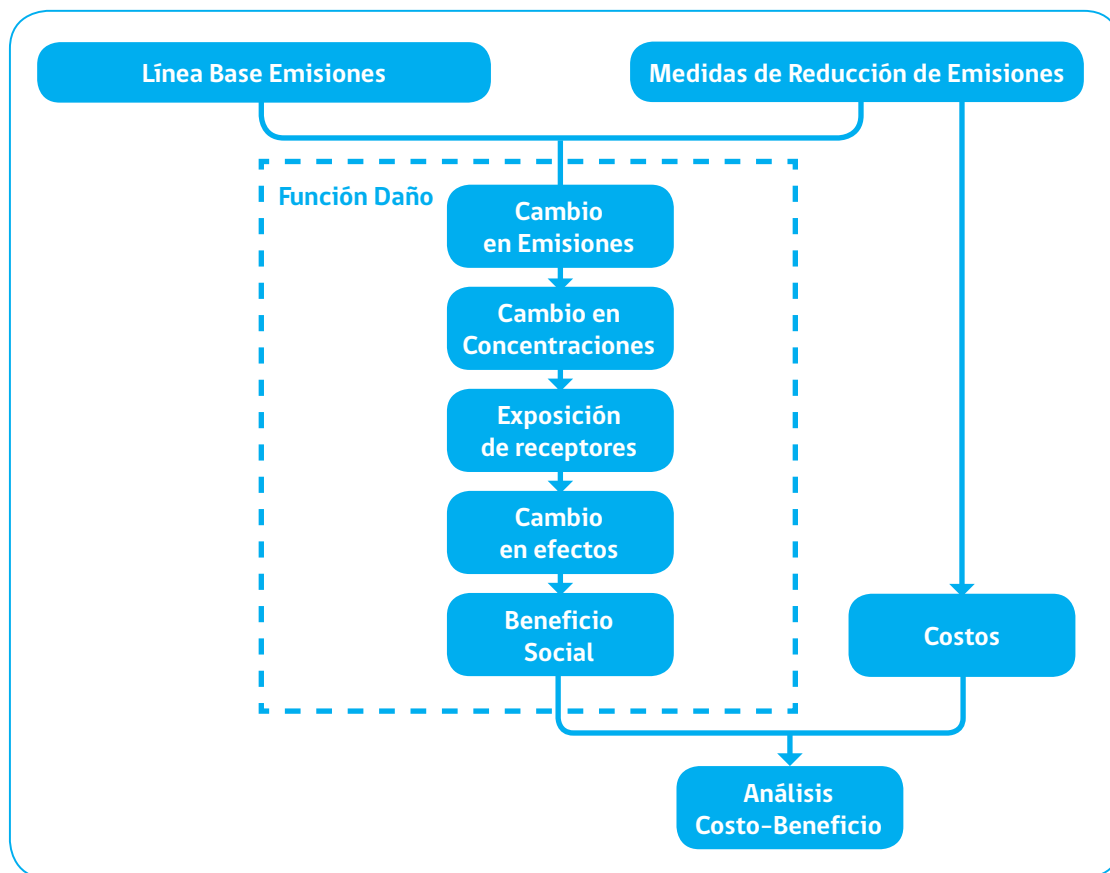 Línea Base Emisiones
Medidas de Reducción de Emisiones
Función Daño
Cambio
en Emisiones
Cambio en
Concentraciones
Exposición
de receptores
Cambio
en efectos
Beneficio
Social
Costos
Análisis
Costo-Beneficio